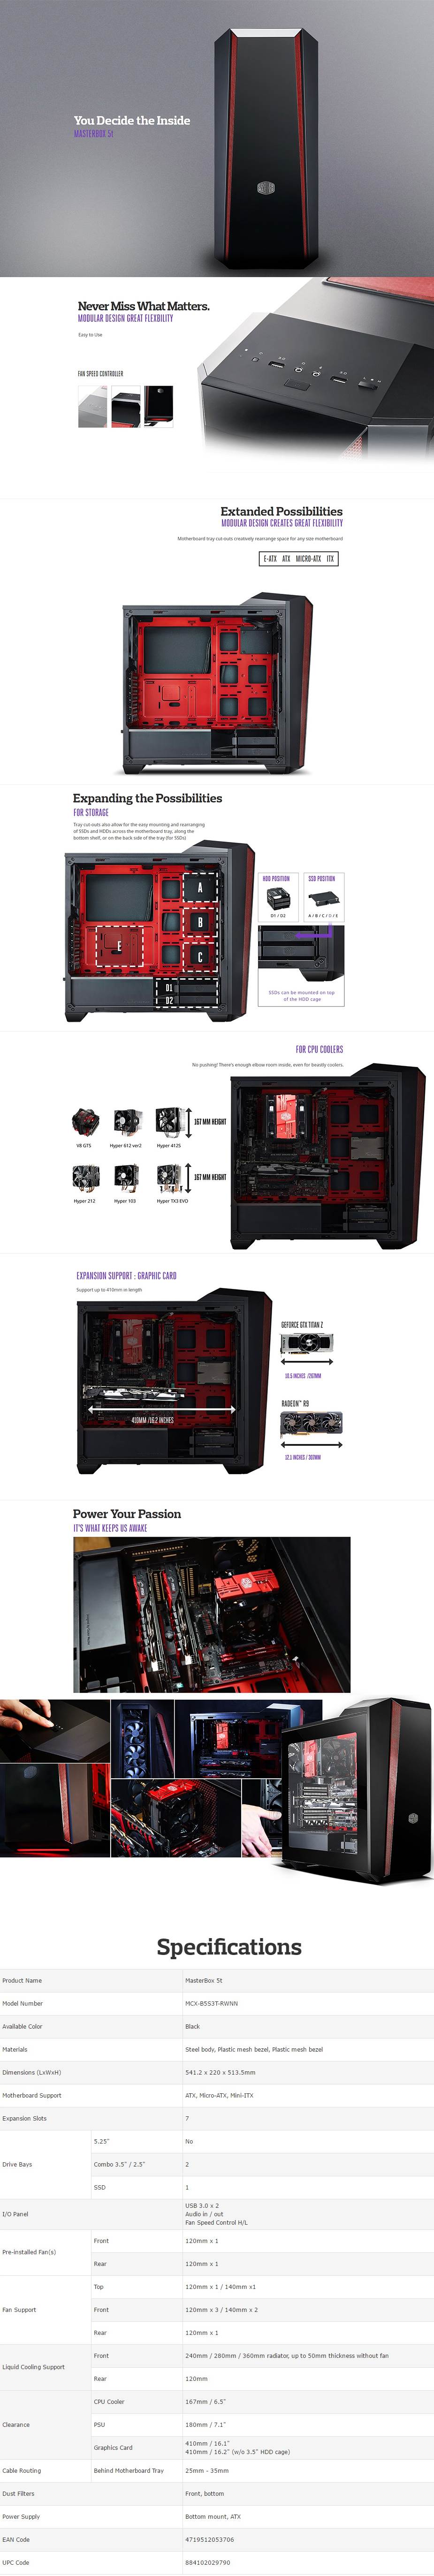 You Decide the Inside
MASTERBOX 5t
Never Miss What Matters.
MODULAR DESIGN GREAT FLEXIBILITY
Easy to Use
FAN SPEED CONTROLLER
Extanded Possibilities
MODULAR DESIGN CREATES GREAT FLEXIBILITY
Motherboard tray cut-outs creatively rearrange space for any size motherboard
E-ATX ATX MICRO-ATX ITX
Expanding the Possibilities
FOR STORAGE
Tray cut-outs also allow for the easy mounting and rearranging
of SSDs and HDDs across the motherboard tray, along the
bottom shelf, or on the back side of the tray (for SSDs)
A
B
C
E
D1
D2
HDD POSITION
D1 / D2
SSD POSITION
A / B / C / D / E
SSDs can be mounted on top
of the HDD cage
FOR CPU COOLERS
No pushing! There's enough elbow room inside, even for beastly coolers.
V8 GTS
Hyper 612 ver2
Hyper 412S
167 MM HEIGHT
Hyper 212
Hyper 103
Hyper TX3 EVO
167 MM HEIGHT
EXPANSION SUPPORT : GRAPHIC CARD
Support up to 410mm in length
410MM /16.2 INCHES
GEFORCE GTX TITAN Z
10.5 INCHES /267MM
RADEON™ R9
12.1 INCHES / 307MM
Power Your Passion
IT'S WHAT KEEPS US AWAKE
Specifications
Product Name MasterBox 5t
Model Number MCX-B5S3T-RWNN
Available Color Black
Materials Steel body, Plastic mesh bezel, Plastic mesh bezel
Dimensions (LxWxH) 541.2 x 220 x 513.5mm
Motherboard Support ATX, Micro-ATX, Mini-ITX
Expansion Slots 7
Drive Bays
5.25" No
Combo 3.5" / 2.5" 2
SSD 1
I/O Panel
USB 3.0 x 2
Audio in / out
Fan Speed Control H/L
Pre-installed Fan(s)
Front 120mm x 1
Rear 120mm x 1
Fan Support
Top 120mm x 1 / 140mm x1
Front 120mm x 3 / 140mm x 2
Rear 120mm x 1
Liquid Cooling Support
Front 240mm / 280mm / 360mm radiator, up to 50mm thickness without fan
Rear 120mm
Clearance
CPU Cooler 167mm / 6.5"
PSU 180mm / 7.1"
Graphics Card
410mm / 16.1"
410mm / 16.2" (w/o 3.5" HDD cage)
Cable Routing Behind Motherboard Tray 25mm - 35mm
Dust Filters Front, bottom
Power Supply Bottom mount, ATX
EAN Code 4719512053706
UPC Code 884102029790